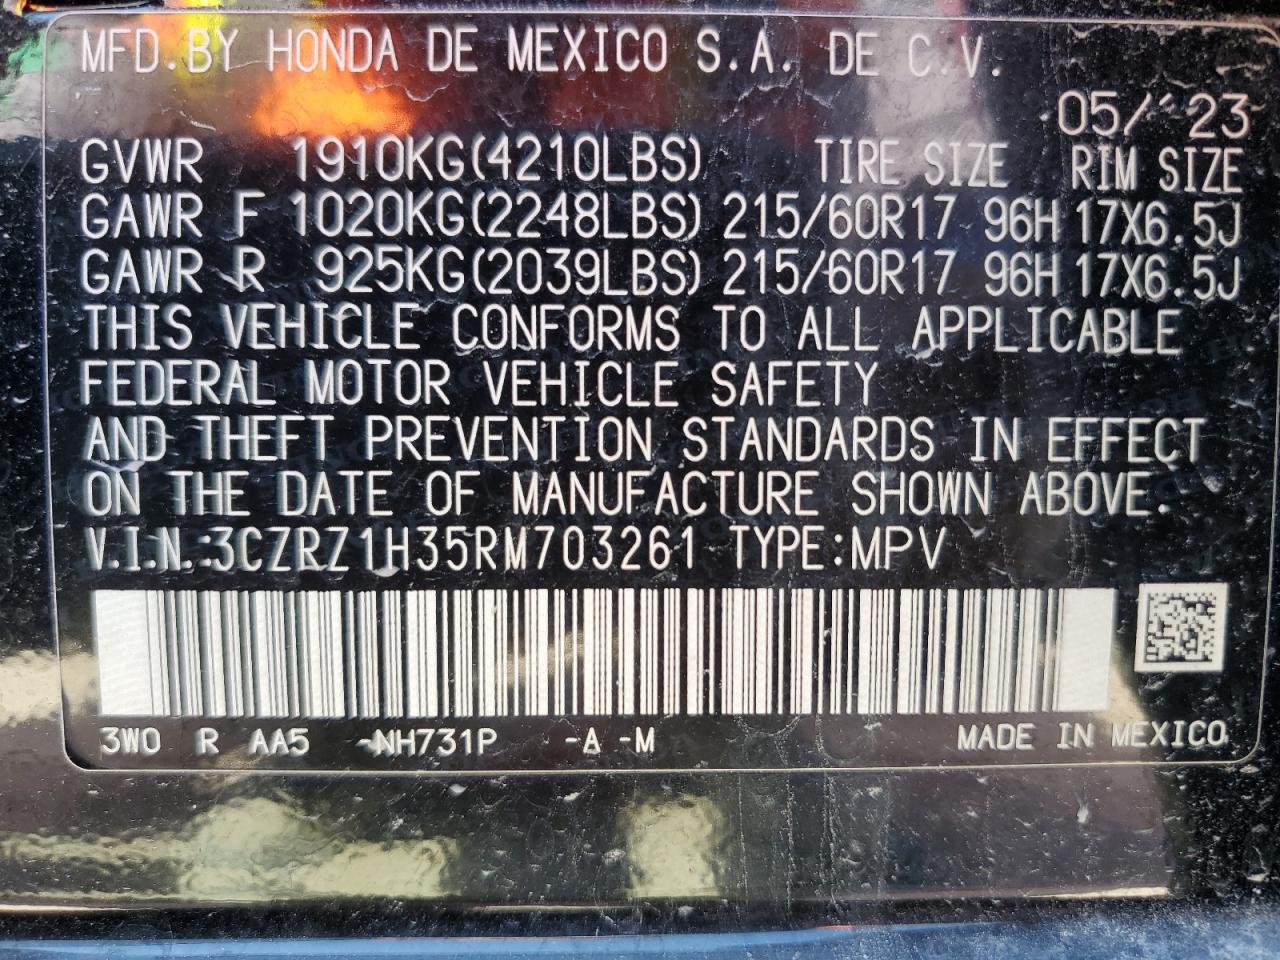 MFD.BY HONDA DE MEXICO S.A. DE C.V.
05/ 23
GVWR 1910KG(4210LBS) TIRE SIZE RIM SIZE
GAWR F 1020KG(2248LBS) 215/60R17 96H 17X6.5J
GAWR R 925KG(2039LBS) 215/60R17 96H 17X6.5J
THIS VEHICLE CONFORMS TO ALL APPLICABLE
FEDERAL MOTOR VEHICLE SAFETY
AND THEFT PREVENTION STANDARDS IN EFFECT
ON THE DATE OF MANUFACTURE SHOWN ABOVE.
V.I.N.:3CZRZ1H35RM703261 TYPE:MPV
3W0 R AA5 -NH731P -A -M MADE IN MEXICO